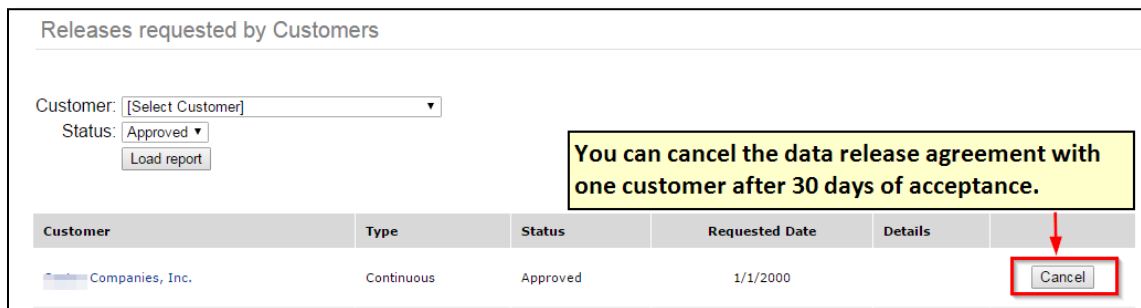 Releases requested by Customers
Customer: [Select Customer]
Status: Approved
Load report
You can cancel the data release agreement with
one customer after 30 days of acceptance.
Customer Type Status Requested Date Details
Companies, Inc. Continuous Approved 1/1/2000 Cancel